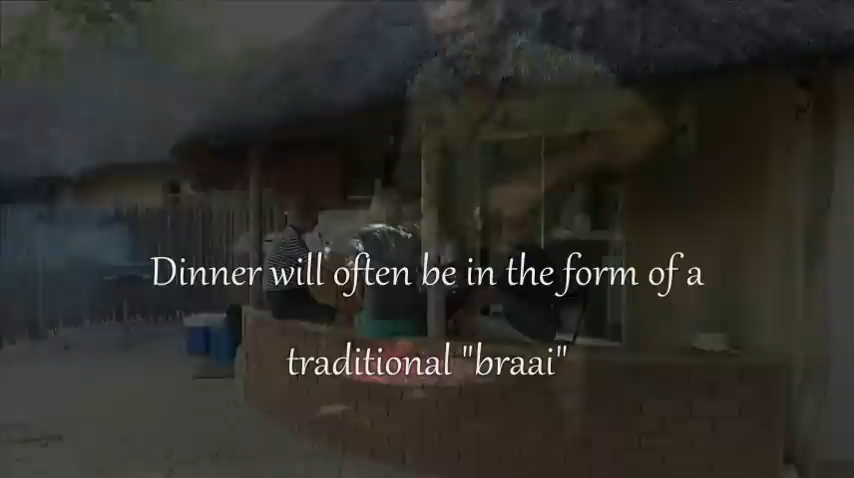 Dinner will often be in the form of a
traditional "braai"